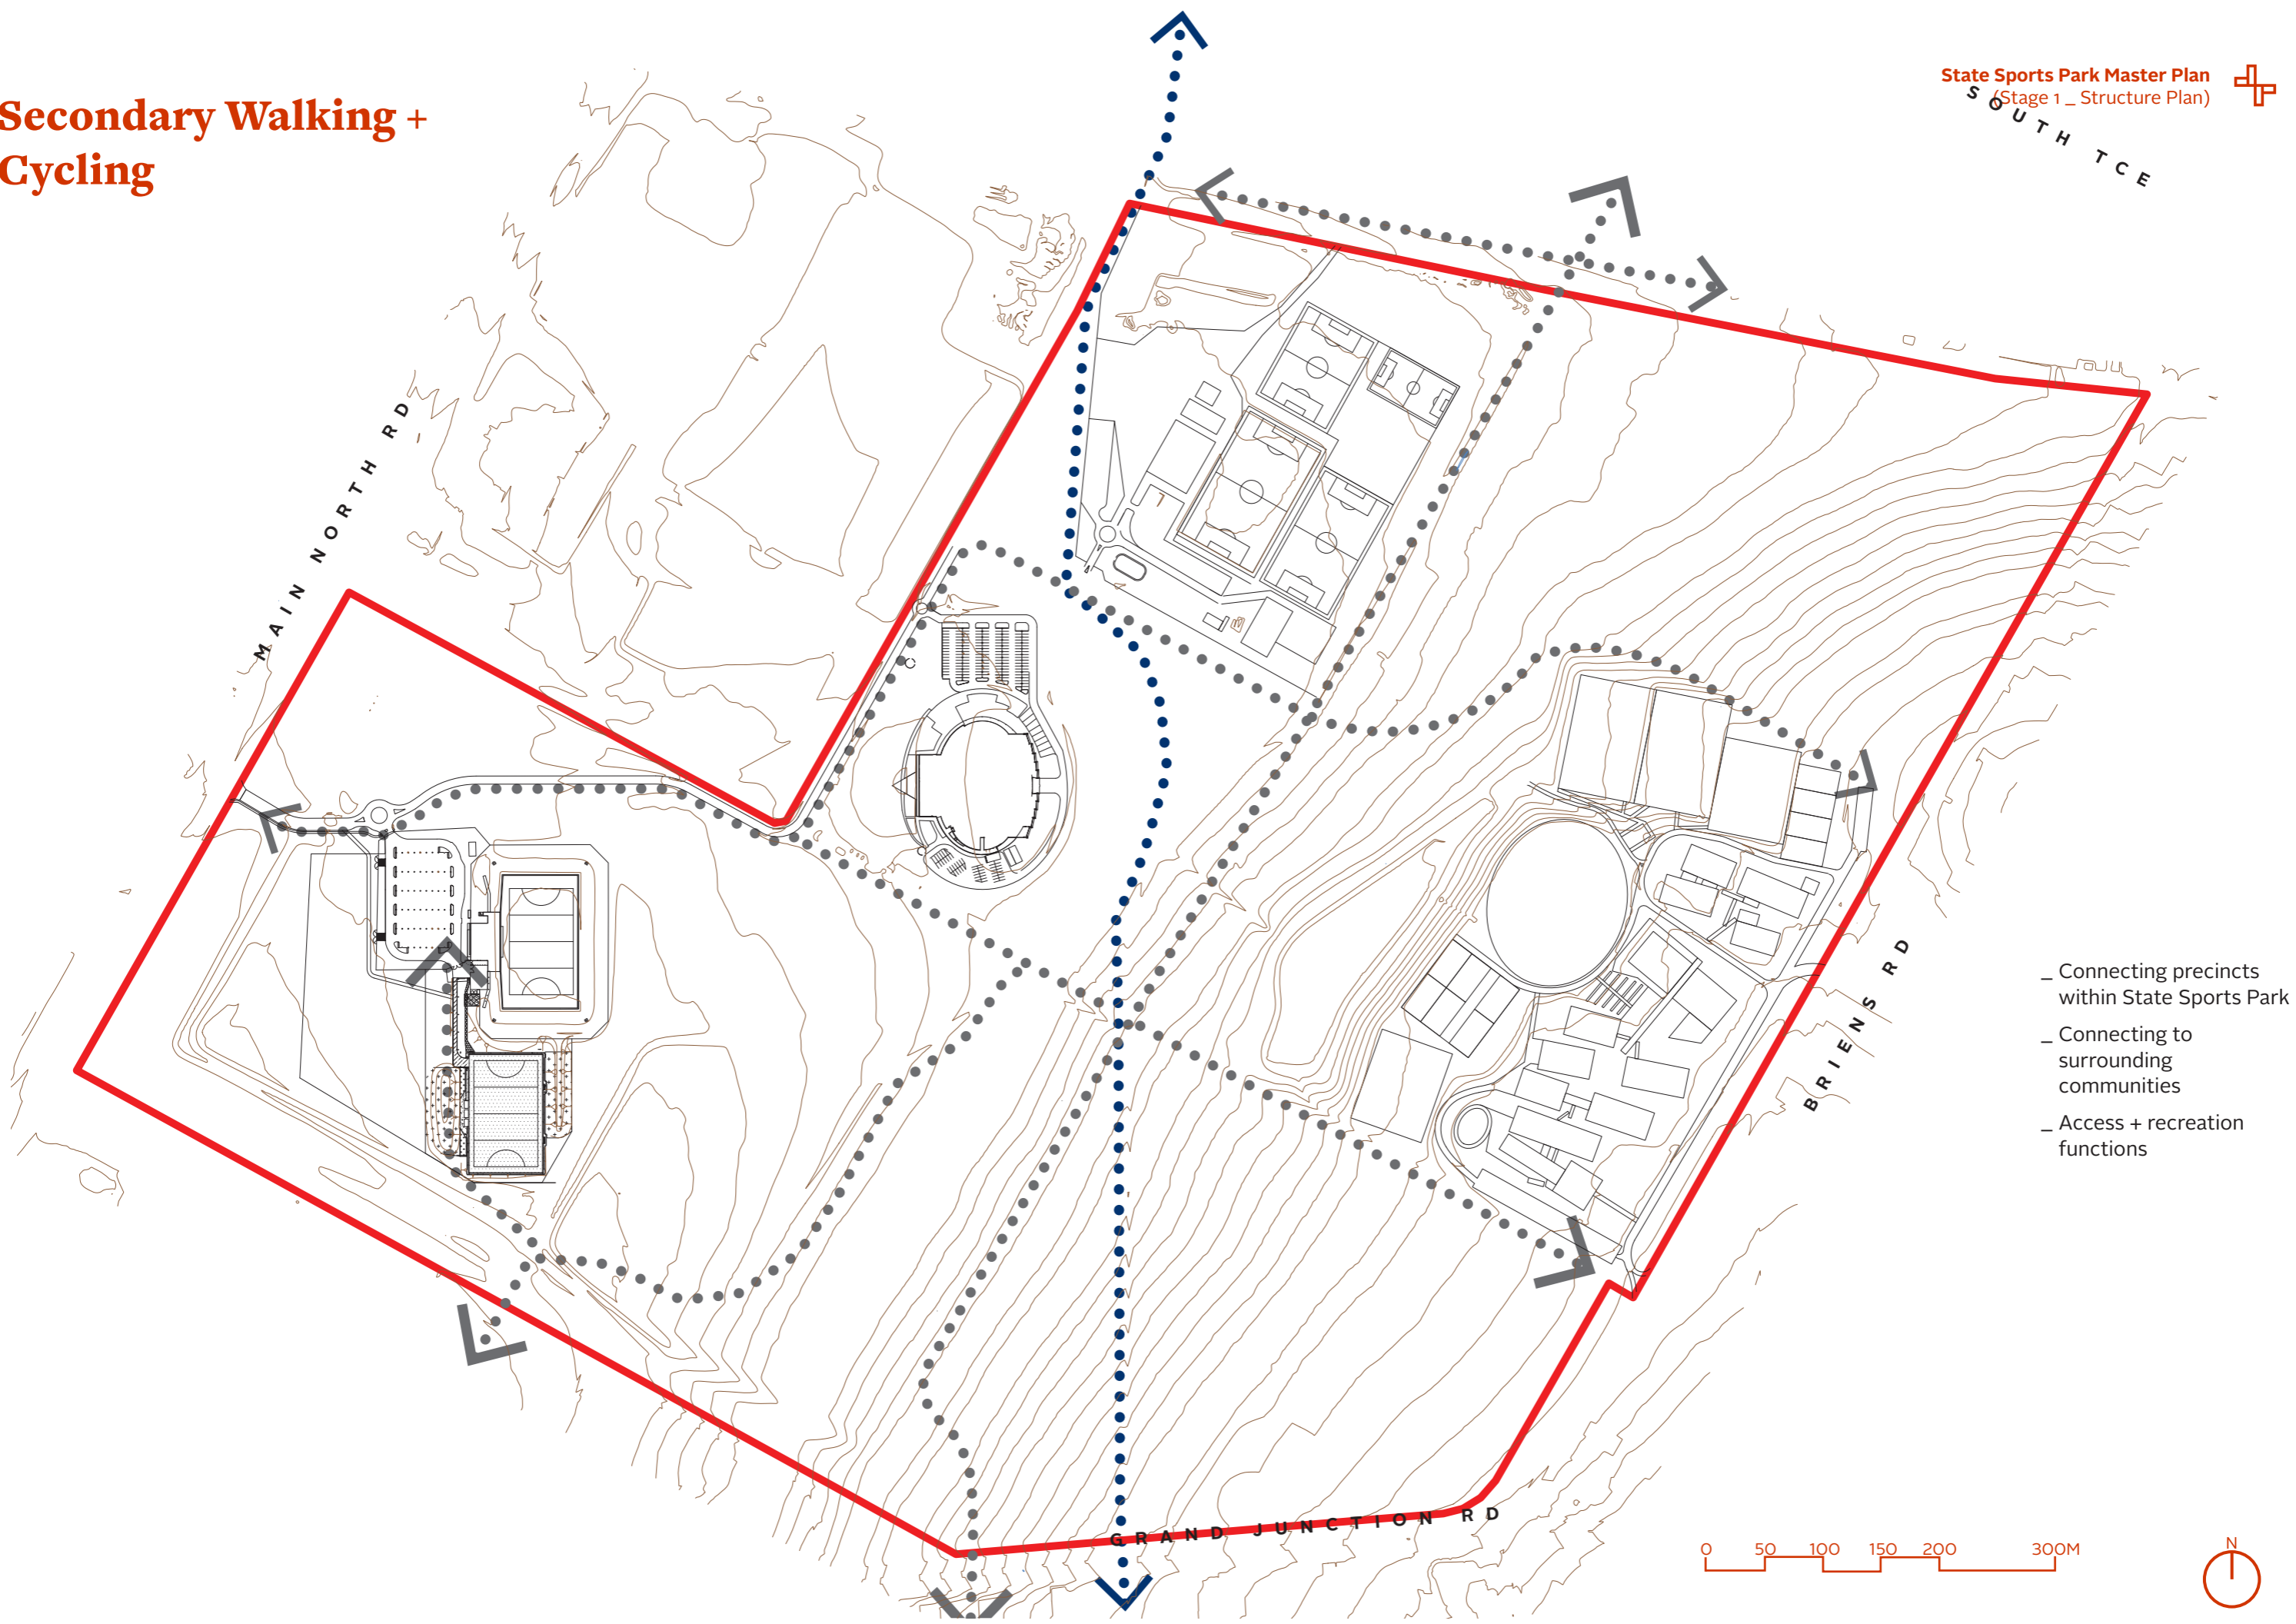 Secondary Walking +
Cycling
State Sports Park Master Plan
(Stage 1 _ Structure Plan)
SOUTH TCE
MAIN NORTH RD
BRIENS RD
_ Connecting precincts
within State Sports Park
_ Connecting to
surrounding
communities
_ Access + recreation
functions
GRAND JUNCTION RD
0 50 100 150 200 300M
N